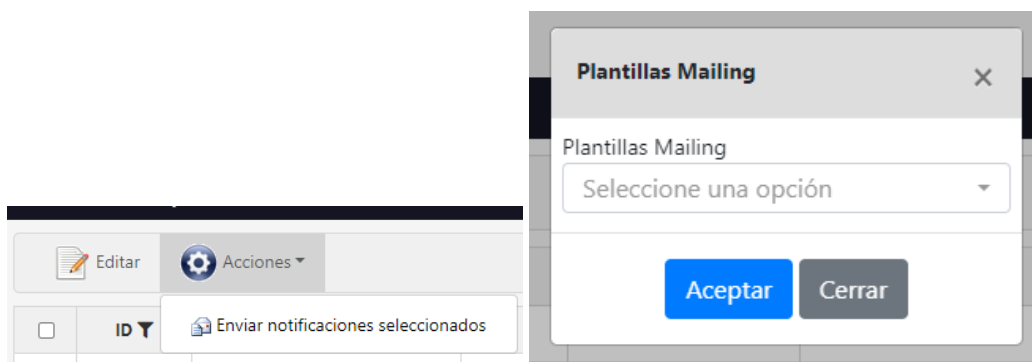 Editar
Acciones
ID
Enviar notificaciones seleccionados
Plantillas Mailing
×
Plantillas Mailing
Seleccione una opción
Aceptar
Cerrar